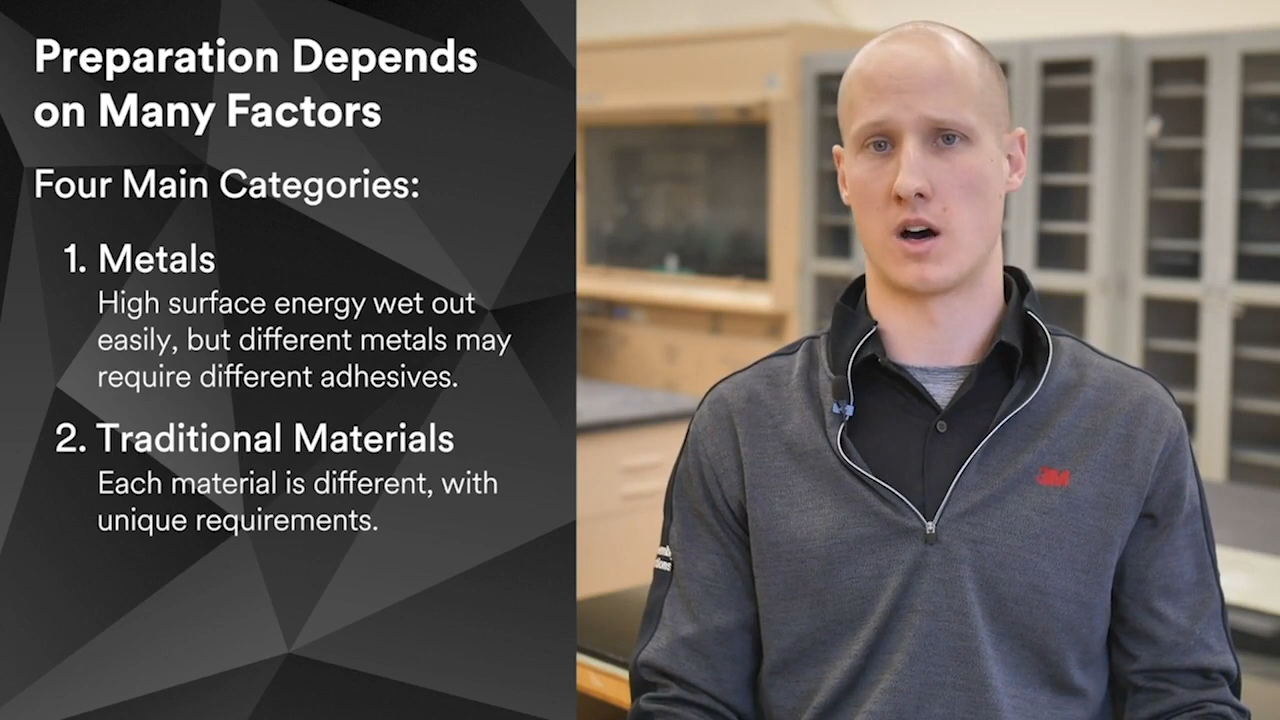 Preparation Depends
on Many Factors
Four Main Categories:
1. Metals
High surface energy wet out
easily, but different metals may
require different adhesives.
2. Traditional Materials
Each material is different, with
unique requirements.
3M